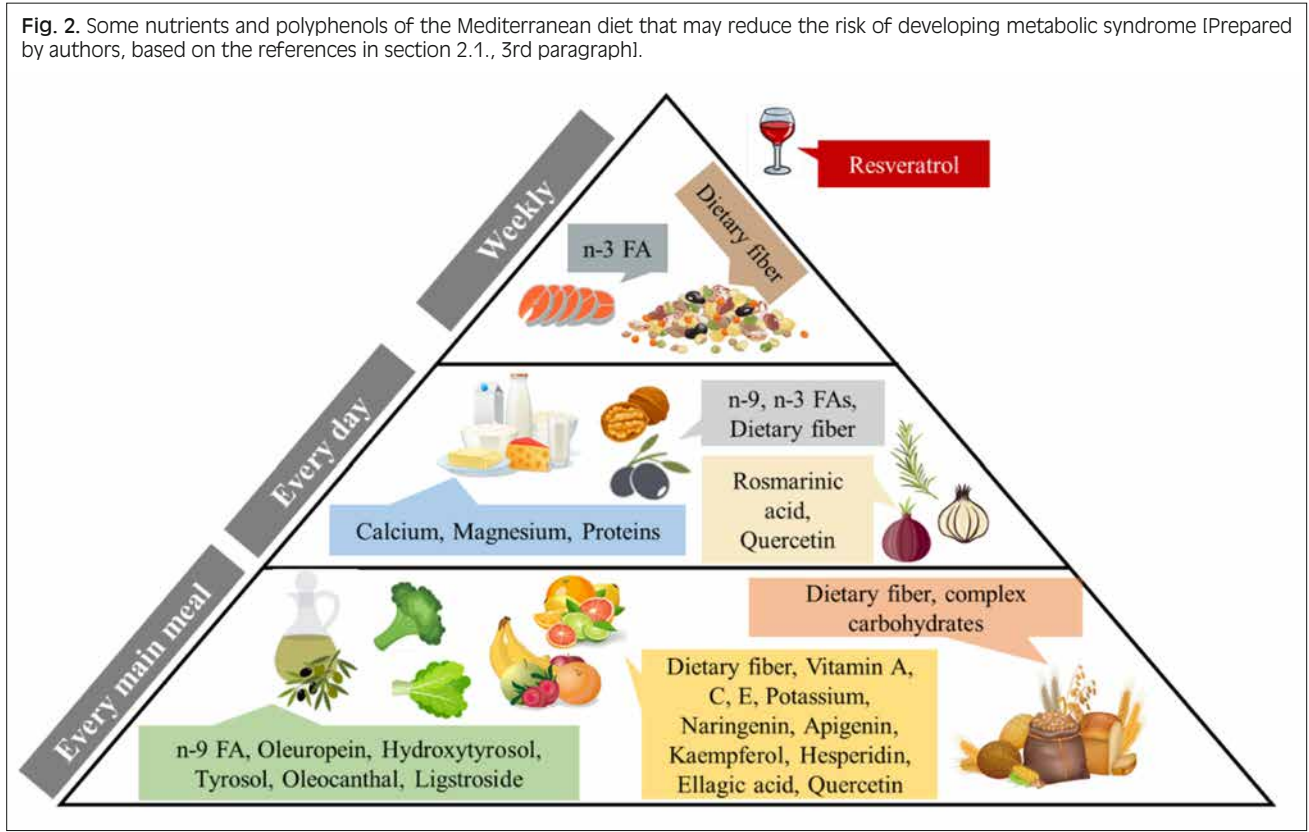 Fig. 2. Some nutrients and polyphenols of the Mediterranean diet that may reduce the risk of developing metabolic syndrome [Prepared
by authors, based on the references in section 2.1., 3rd paragraph].
Resveratrol
Weekly
Dietary fiber
n-3 FA
Every day
n-9, n-3 FAs,
Dietary fiber
Rosmarinic
acid,
Quercetin
Calcium, Magnesium, Proteins
Every main meal
Dietary fiber, complex
carbohydrates
Dietary fiber, Vitamin A,
C, E, Potassium,
Naringenin, Apigenin,
Kaempferol, Hesperidin,
Ellagic acid, Quercetin
n-9 FA, Oleuropein, Hydroxytyrosol,
Tyrosol, Oleocanthal, Ligstroside